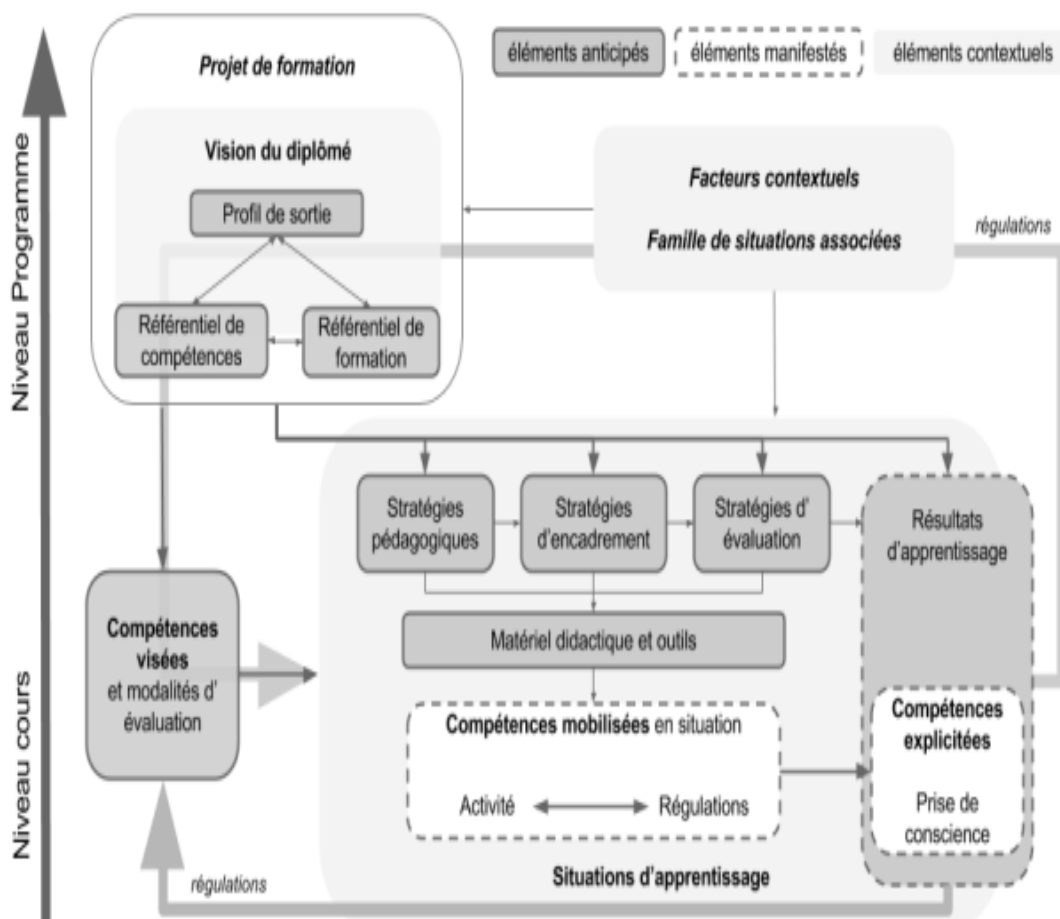 Projet de formation
éléments anticipés
éléments manifestés
éléments contextuels
Vision du diplômé
Profil de sortie
Référentiel de
compétences
Référentiel de
formation
Facteurs contextuels
Famille de situations associées
régulations
Niveau Programme
Stratégies
pédagogiques
Stratégies
d'encadrement
Stratégies d'
évaluation
Résultats
d'apprentissage
Compétences
visées
et modalités d'
évaluation
Matériel didactique et outils
Compétences mobilisées en situation
Activité
Régulations
Compétences
explicitées
Prise de
conscience
Niveau cours
régulations
Situations d'apprentissage